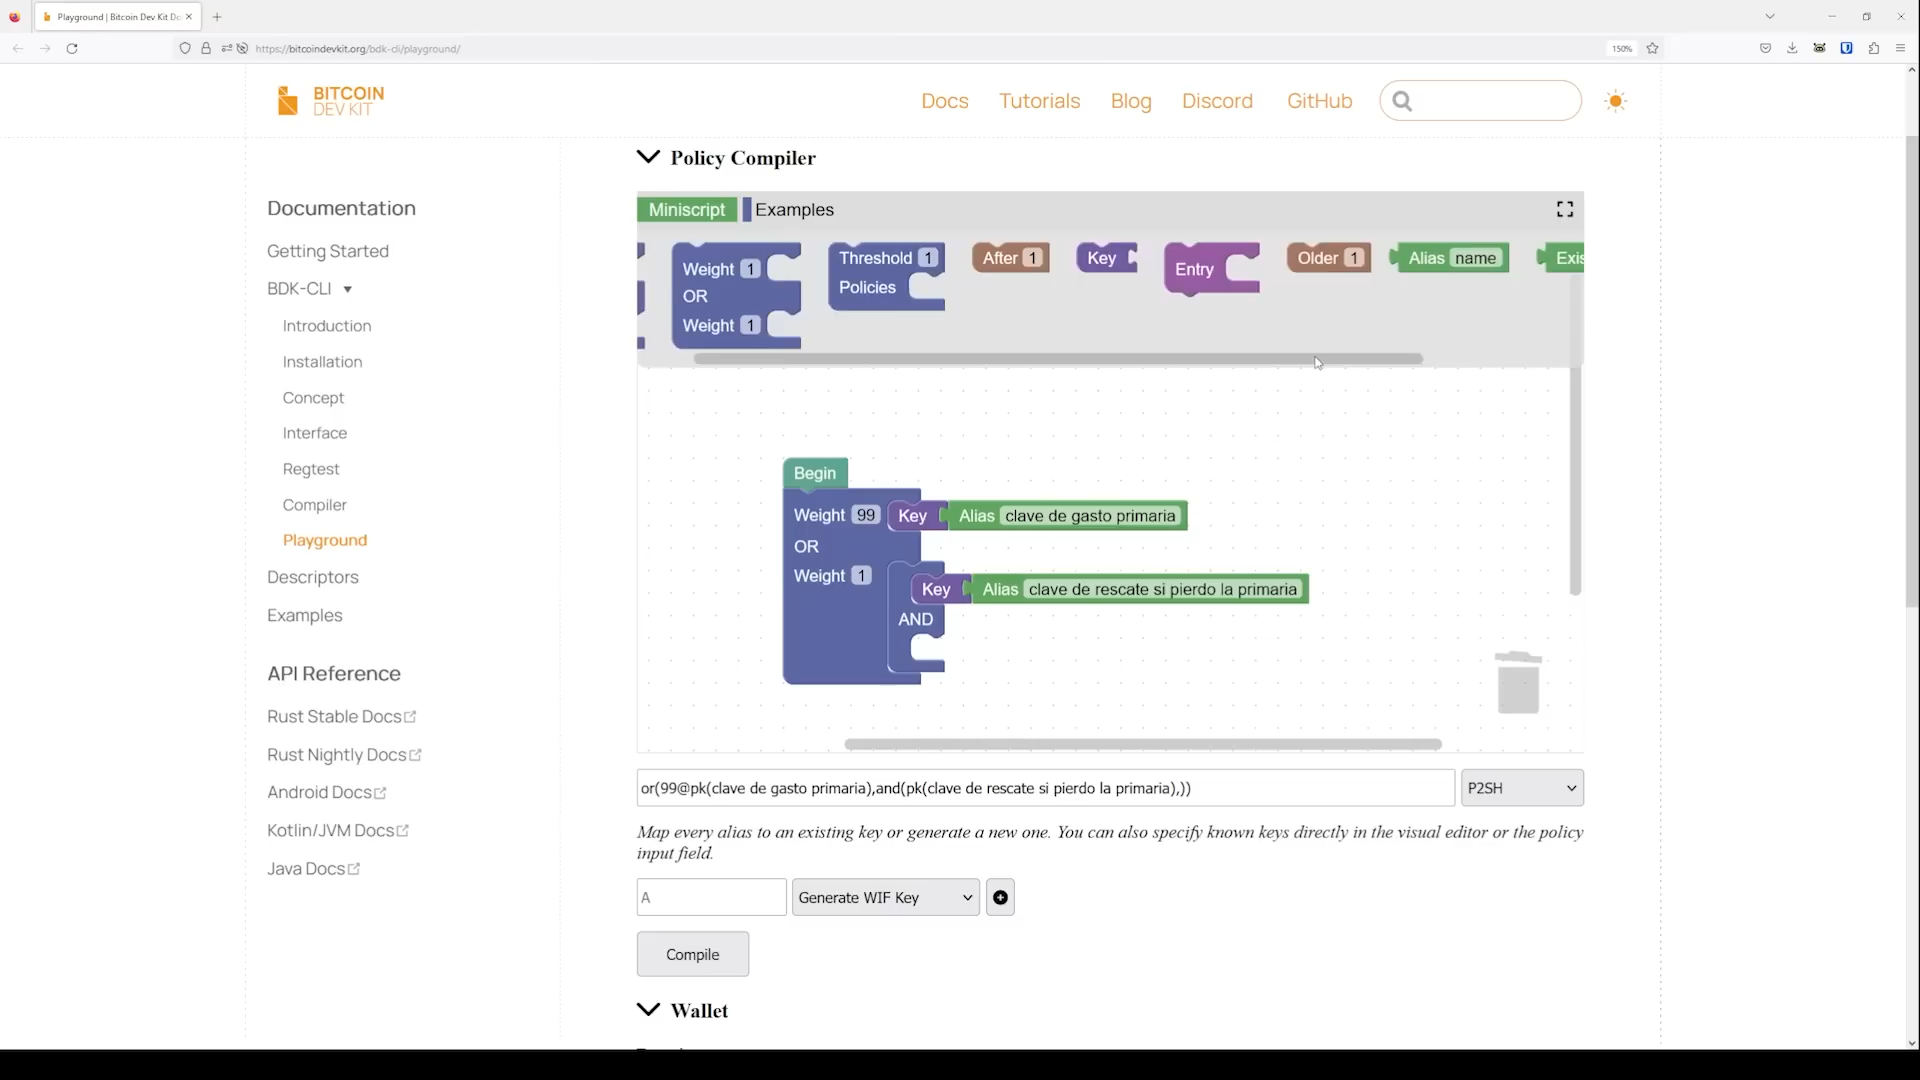 Playground | Bitcoin Dev Kit Do
https://bitcoindevkit.org/bdk-cli/playground/
150%
BITCOIN
DEV KIT
Docs
Tutorials
Blog
Discord
GitHub
Policy Compiler
Documentation
Getting Started
BDK-CLI
Introduction
Installation
Concept
Interface
Regtest
Compiler
Playground
Descriptors
Examples
API Reference
Rust Stable Docs
Rust Nightly Docs
Android Docs
Kotlin/JVM Docs
Java Docs
Miniscript
Examples
Weight 1
OR
Weight 1
Threshold 1
Policies
After 1
Key
Entry
Older 1
Alias name
Exis
Begin
Weight 99 Key Alias clave de gasto primaria
OR
Weight 1
Key Alias clave de rescate si pierdo la primaria
AND
or(99@pk(clave de gasto primaria),and(pk(clave de rescate si pierdo la primaria),))
P2SH
Map every alias to an existing key or generate a new one. You can also specify known keys directly in the visual editor or the policy
input field.
A
Generate WIF Key
Compile
Wallet